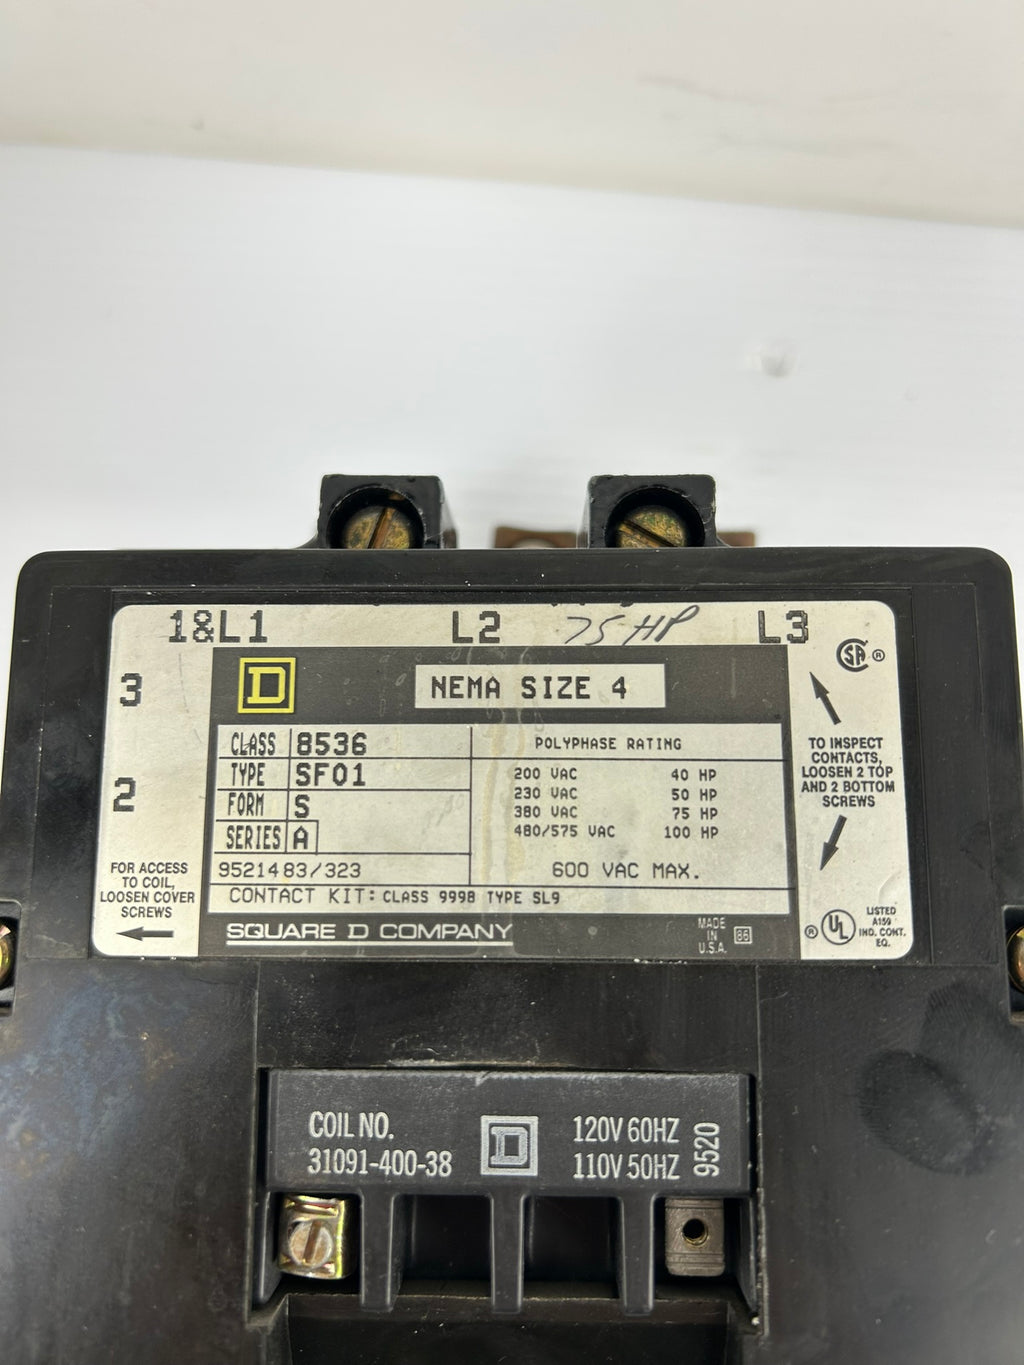 1&L1 L2 75 HP L3
3
2
FOR ACCESS
TO COIL,
LOOSEN COVER
SCREWS
D
NEMA SIZE 4
CLASS 8536
TYPE SF01
FORM S
SERIES A
9521483/323
POLYPHASE RATING
200 VAC 40 HP
230 VAC 50 HP
380 VAC 75 HP
480/575 VAC 100 HP
600 VAC MAX.
CONTACT KIT: CLASS 9998 TYPE SL9
SQUARE D COMPANY
MADE
IN
U.S.A.
86
SA ®
TO INSPECT
CONTACTS,
LOOSEN 2 TOP
AND 2 BOTTOM
SCREWS
® UL
LISTED
A159
IND. CONT.
EQ.
COIL NO.
31091-400-38
D
120V 60HZ
110V 50HZ
9520